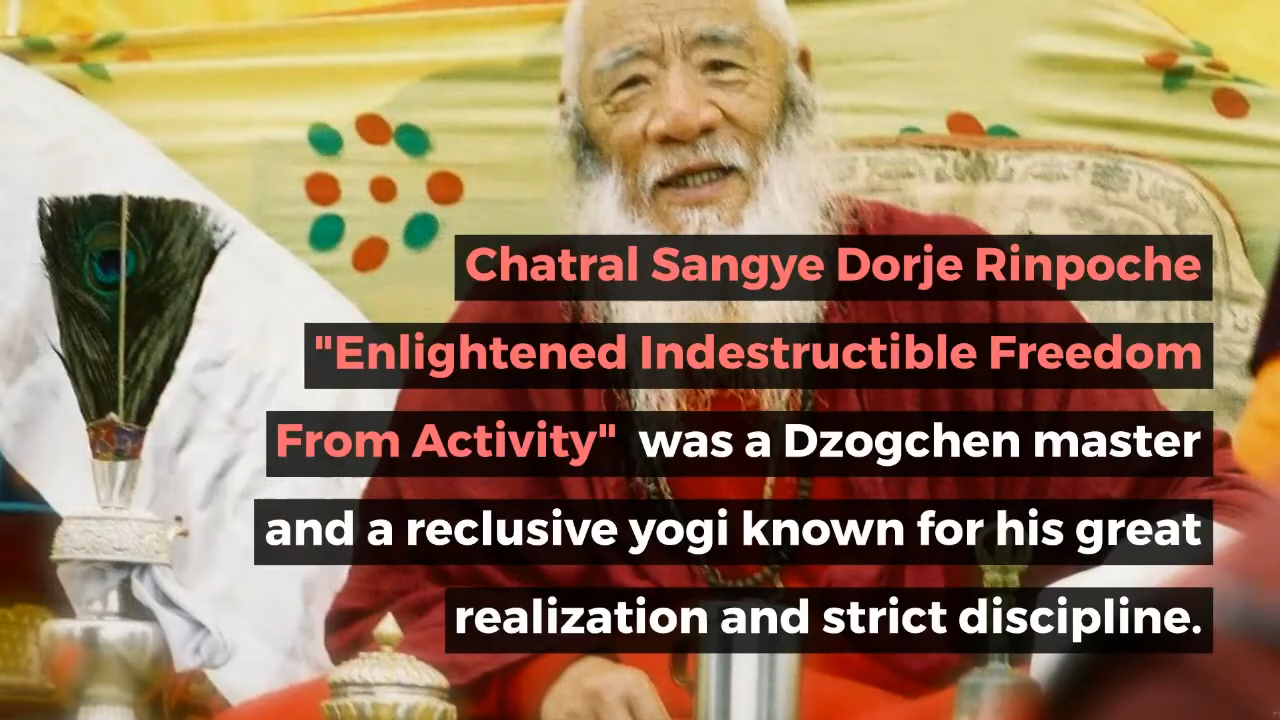 Chatral Sangye Dorje Rinpoche
"Enlightened Indestructible Freedom
From Activity" was a Dzogchen master
and a reclusive yogi known for his great
realization and strict discipline.